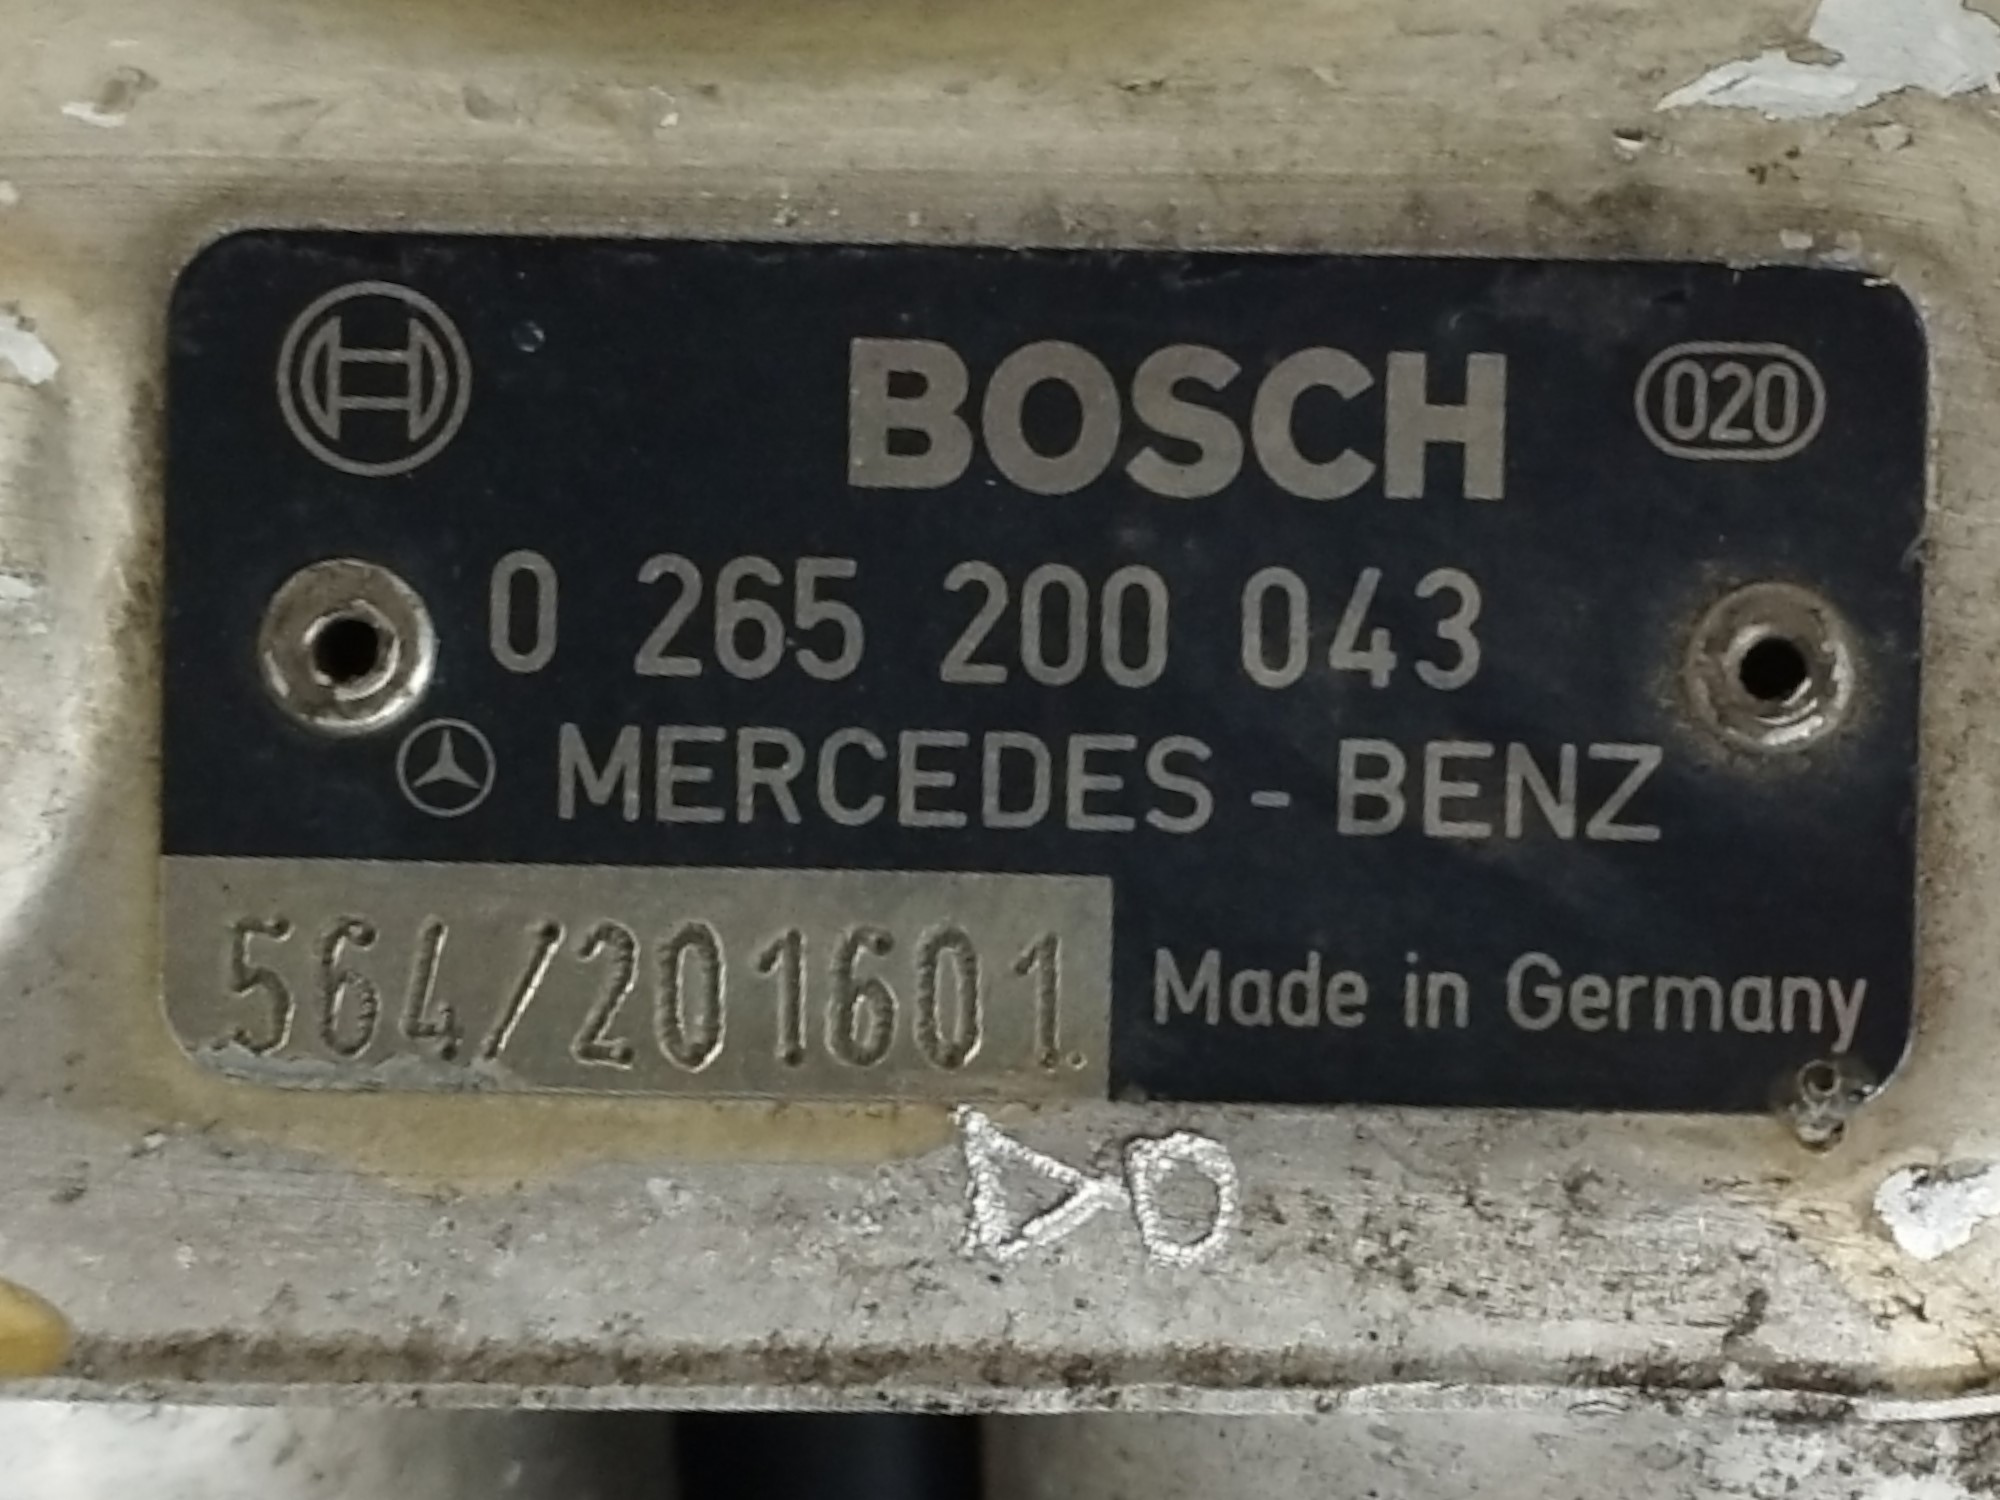 BOSCH 020
0 265 200 043
MERCEDES - BENZ
564/201601.
Made in Germany